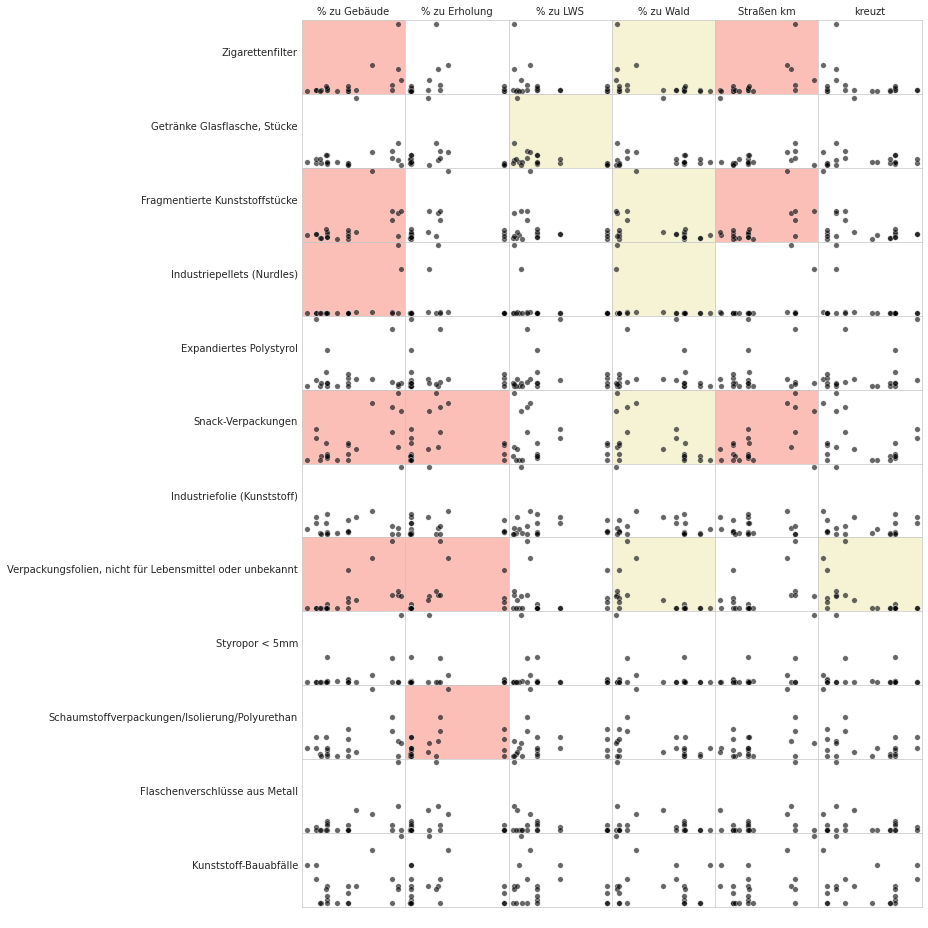 % zu Gebäude % zu Erholung % zu LWS % zu Wald Straßen km kreuzt
Zigarettenfilter
Getränke Glasflasche, Stücke
Fragmentierte Kunststoffstücke
Industriepellets (Nurdles)
Expandiertes Polystyrol
Snack-Verpackungen
Industriefolie (Kunststoff)
Verpackungsfolien, nicht für Lebensmittel oder unbekannt
Styropor < 5mm
Schaumstoffverpackungen/Isolierung/Polyurethan
Flaschenverschlüsse aus Metall
Kunststoff-Bauabfälle